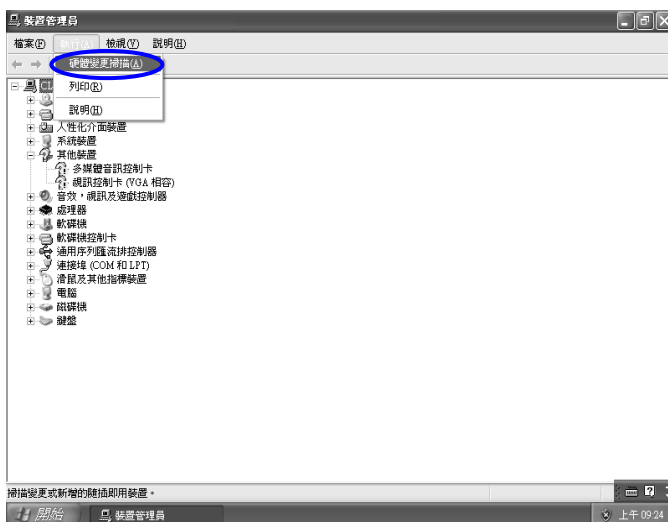 裝置管理員
檔案(F) 執行(A) 檢視(V) 說明(H)
硬體變更掃描(A)
列印(R)
說明(H)
人性化介面裝置
系統裝置
其他裝置
多媒體音訊控制卡
視訊控制卡 (VGA 相容)
音效，視訊及遊戲控制器
處理器
軟碟機
軟碟機控制卡
通用序列匯流排控制器
連接埠 (COM 和 LPT)
滑鼠及其他指標裝置
電腦
磁碟機
鍵盤
掃描變更或新增的隨插即用裝置。
開始 裝置管理員 上午 09:24